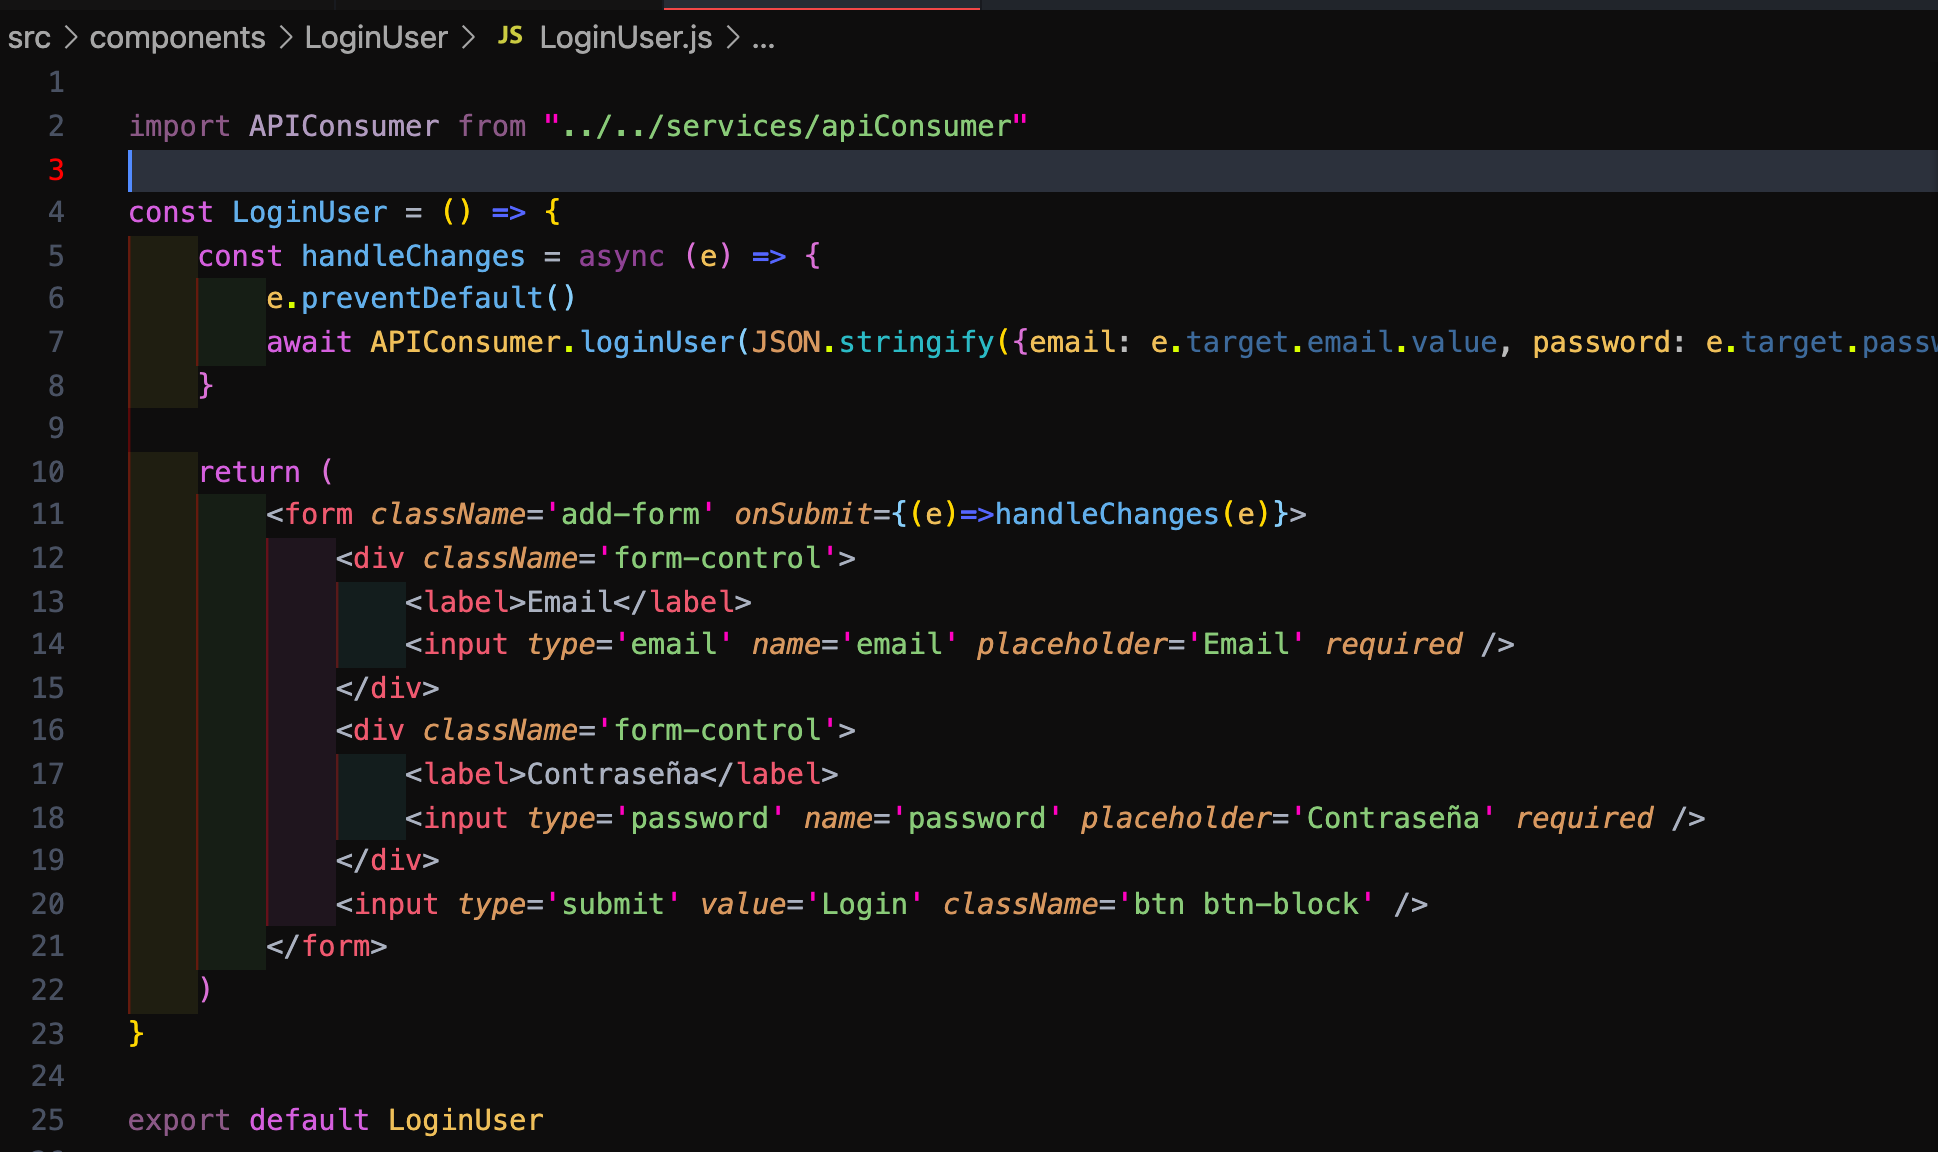 src > components > LoginUser > JS LoginUser.js > ...
1
2 import APIConsumer from "../../services/apiConsumer"
3
4 const LoginUser = () => {
5 const handleChanges = async (e) => {
6 e.preventDefault()
7 await APIConsumer.loginUser(JSON.stringify({email: e.target.email.value, password: e.target.passw
8 }
9
10 return (
11 <form className='add-form' onSubmit={(e)=>handleChanges(e)}>
12 <div className='form-control'>
13 <label>Email</label>
14 <input type='email' name='email' placeholder='Email' required />
15 </div>
16 <div className='form-control'>
17 <label>Contraseña</label>
18 <input type='password' name='password' placeholder='Contraseña' required />
19 </div>
20 <input type='submit' value='Login' className='btn btn-block' />
21 </form>
22 )
23 }
24
25 export default LoginUser